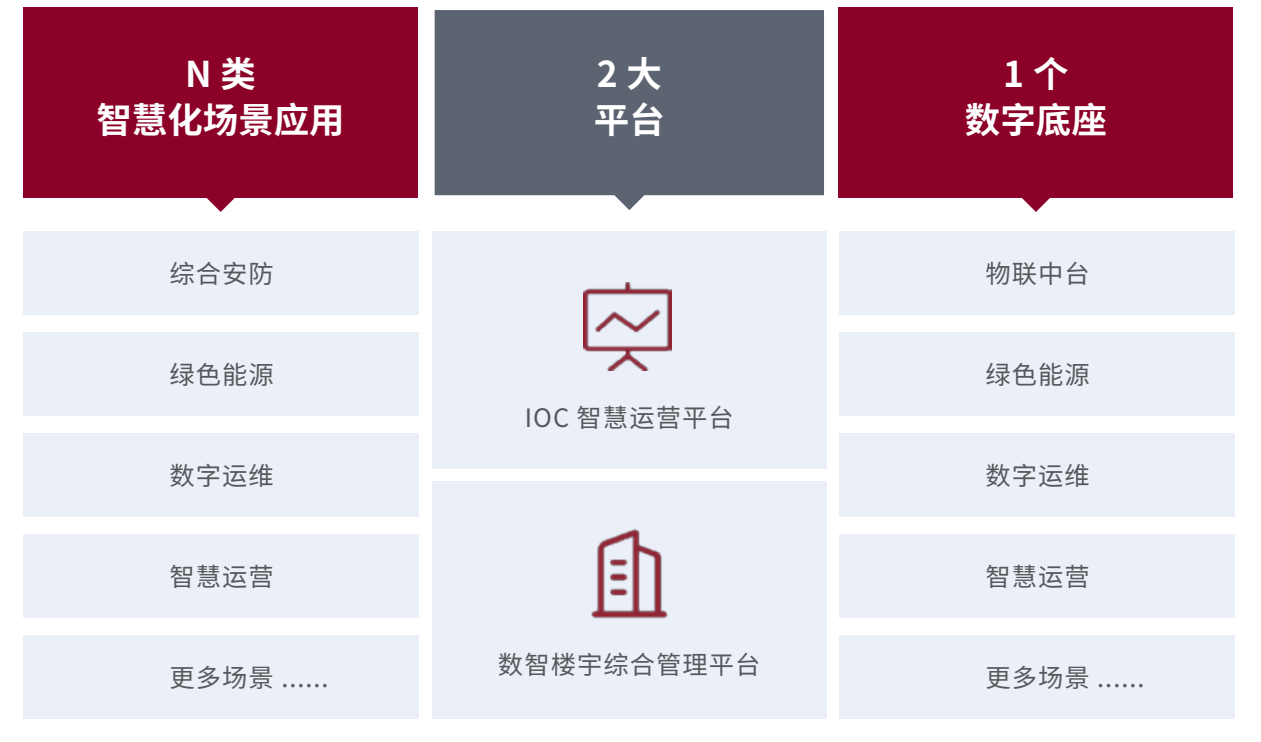 N 类
智慧化场景应用
综合安防
绿色能源
数字运维
智慧运营
更多场景 ......
2 大
平台
IOC 智慧运营平台
数智楼宇综合管理平台
1 个
数字底座
物联中台
绿色能源
数字运维
智慧运营
更多场景 ......